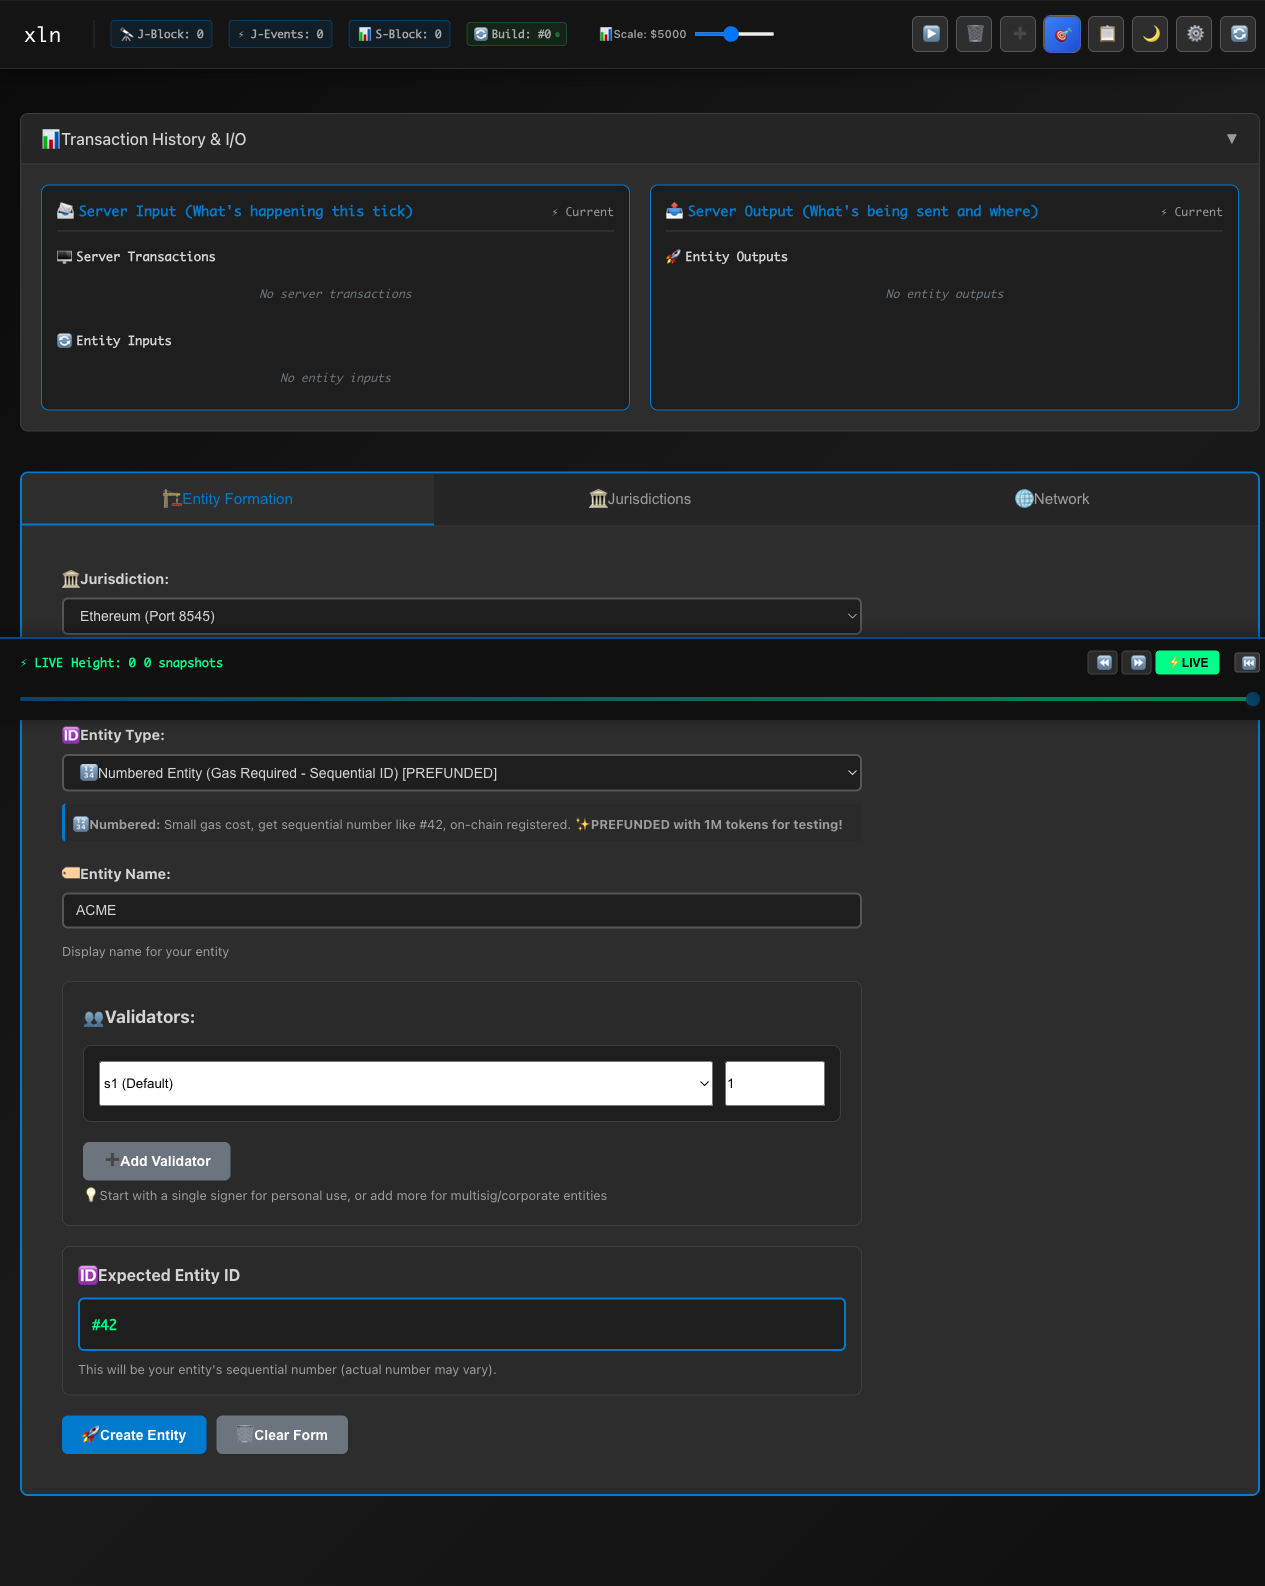 xln
🔭 J-Block: 0
⚡ J-Events: 0
📊 S-Block: 0
🔄 Build: #0
📊Scale: $5000
📊Transaction History & I/O
▼
📨 Server Input (What's happening this tick)
⚡ Current
🖥️ Server Transactions
No server transactions
🔄 Entity Inputs
No entity inputs
📤 Server Output (What's being sent and where)
⚡ Current
🚀 Entity Outputs
No entity outputs
🏗️Entity Formation
🏛️Jurisdictions
🌐Network
🏛️Jurisdiction:
Ethereum (Port 8545)
⚡ LIVE Height: 0 0 snapshots
⚡LIVE
🆔Entity Type:
🔢Numbered Entity (Gas Required - Sequential ID) [PREFUNDED]
🔢Numbered: Small gas cost, get sequential number like #42, on-chain registered. ✨PREFUNDED with 1M tokens for testing!
🏷️Entity Name:
ACME
Display name for your entity
👥Validators:
s1 (Default)
1
➕Add Validator
💡Start with a single signer for personal use, or add more for multisig/corporate entities
🆔Expected Entity ID
#42
This will be your entity's sequential number (actual number may vary).
🚀Create Entity
🗑️Clear Form